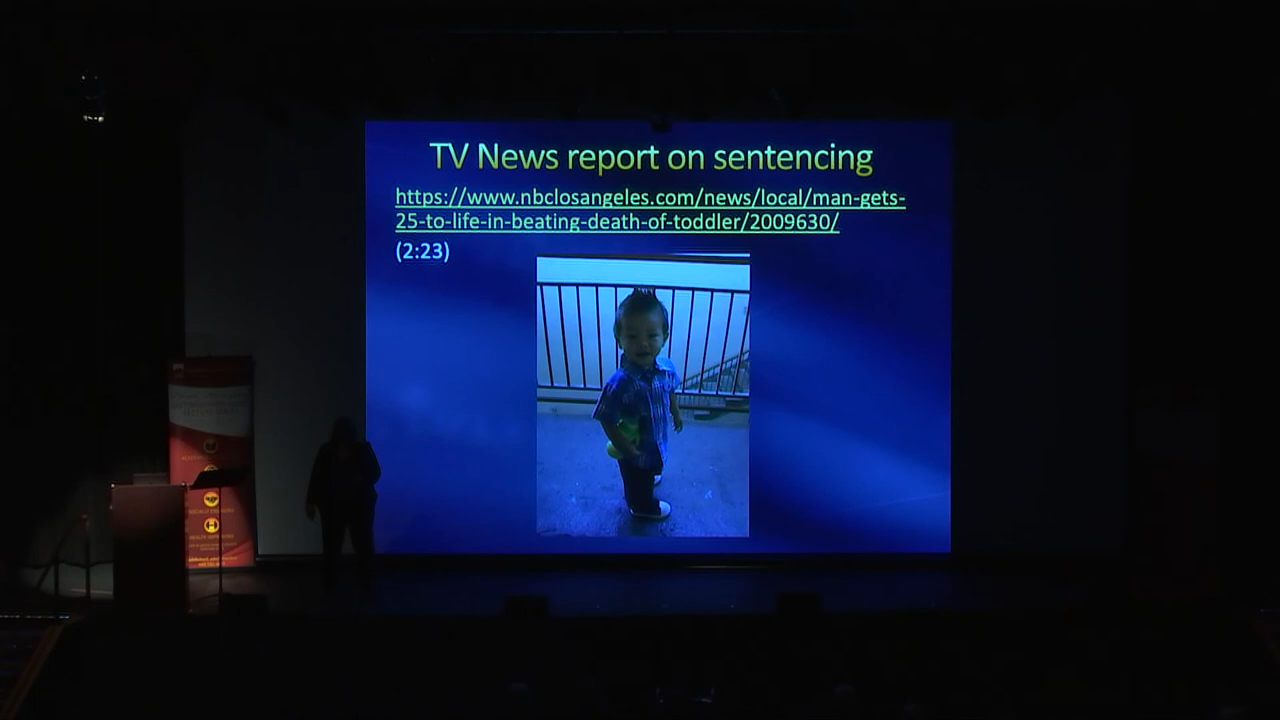 TV News report on sentencing
https://www.nbclosangeles.com/news/local/man-gets-
25-to-life-in-beating-death-of-toddler/2009630/
(2:23)